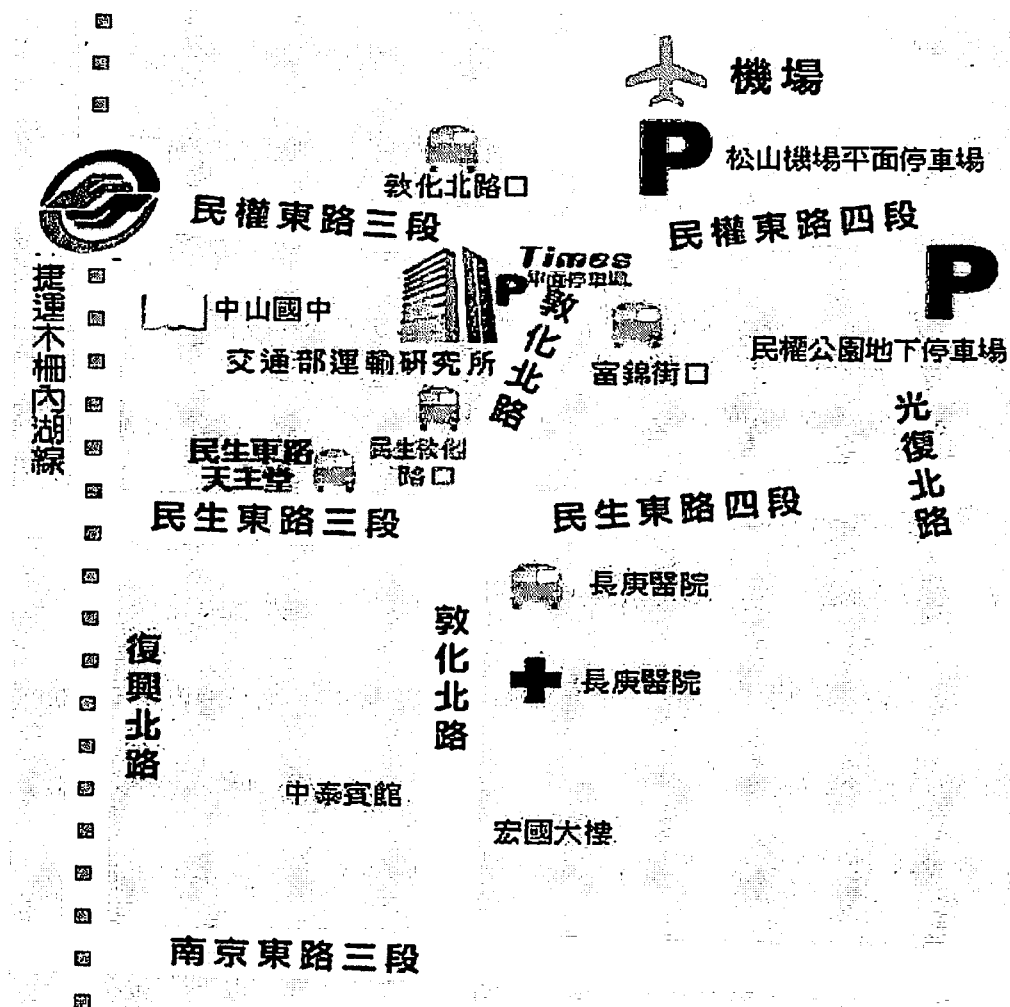 機場
P 松山機場平面停車場
敦化北路口
民權東路三段
民權東路四段
Times
P 平面停車場
P
捷運木柵內湖線
中山國中
交通部運輸研究所
敦化北路
富錦街口
民權公園地下停車場
光復北路
民生東路
天主堂
民生敦化
路口
民生東路三段
民生東路四段
長庚醫院
復興北路
敦化北路
長庚醫院
中泰賓館
宏國大樓
南京東路三段